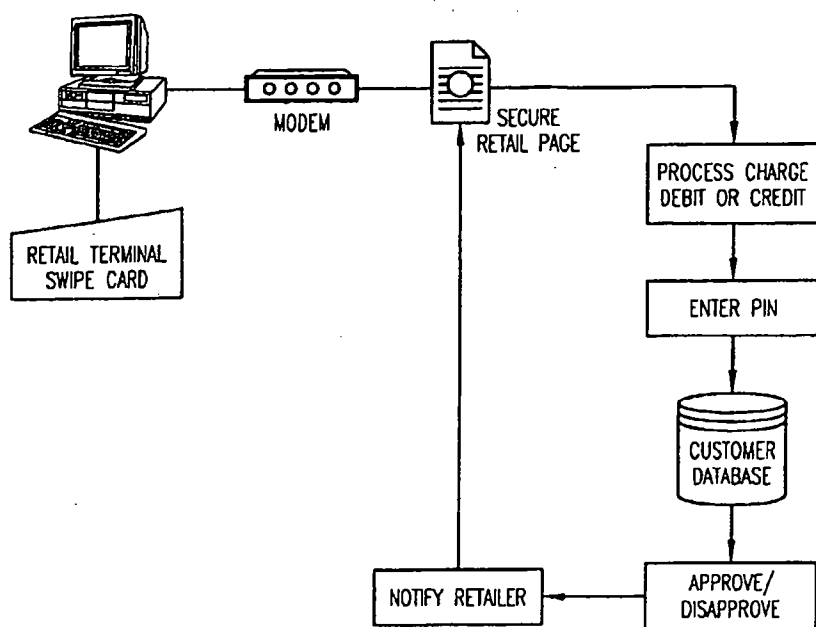 MODEM
SECURE
RETAIL PAGE
PROCESS CHARGE
DEBIT OR CREDIT
RETAIL TERMINAL
SWIPE CARD
ENTER PIN
CUSTOMER
DATABASE
APPROVE/
DISAPPROVE
NOTIFY RETAILER